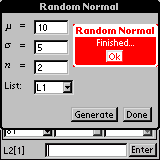 Random Normal
μ = 10
σ = 5
n = 2
List: L1
Random Normal
Finished...
Ok
Generate Done
L2[1] Enter